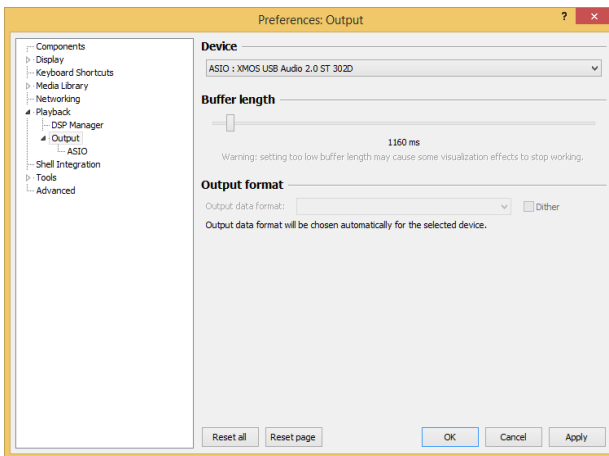 Preferences: Output
?
×
Components
Display
Keyboard Shortcuts
Media Library
Networking
Playback
DSP Manager
Output
ASIO
Shell Integration
Tools
Advanced
Device
ASIO : XMOS USB Audio 2.0 ST 302D
Buffer length
1160 ms
Warning: setting too low buffer length may cause some visualization effects to stop working.
Output format
Output data format:
Dither
Output data format will be chosen automatically for the selected device.
Reset all
Reset page
OK
Cancel
Apply